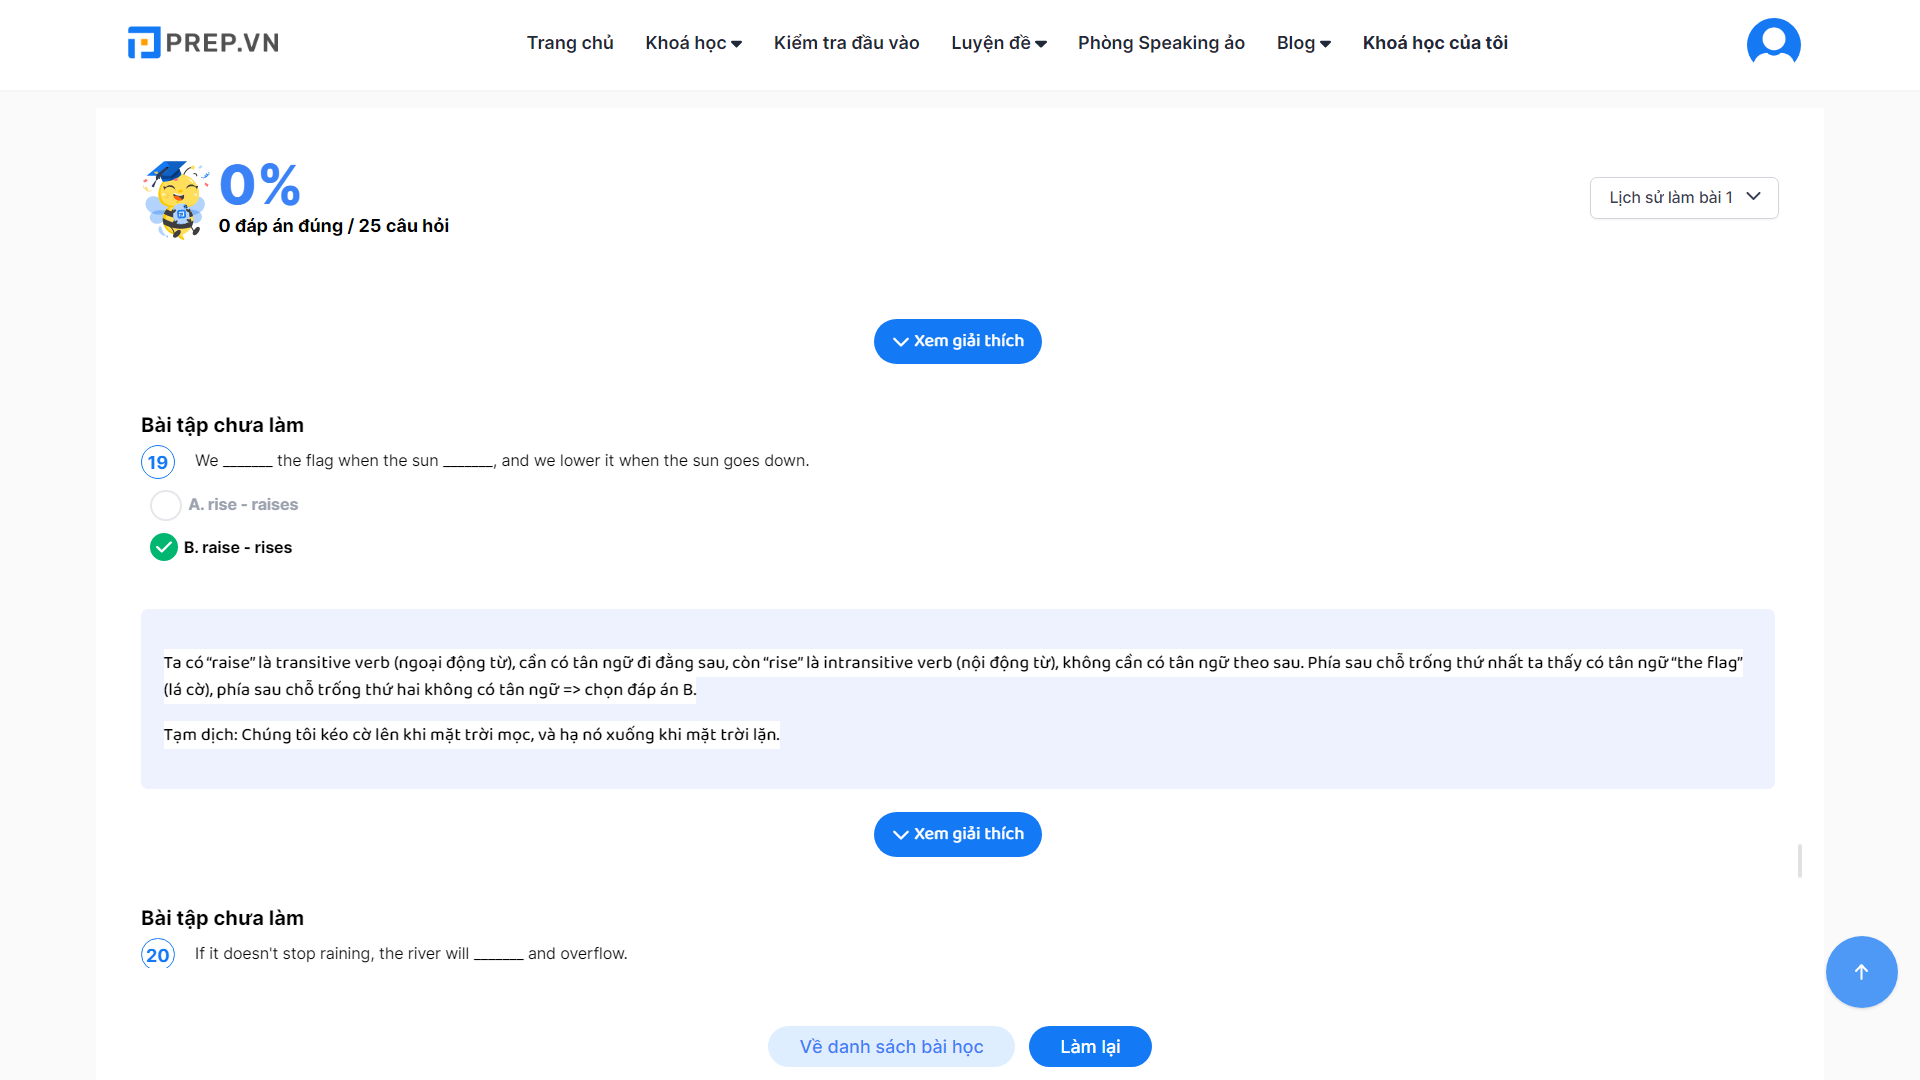 PREP.VN
Trang chủ
Khoá học
Kiểm tra đầu vào
Luyện đề
Phòng Speaking ảo
Blog
Khoá học của tôi
0%
0 đáp án đúng / 25 câu hỏi
Lịch sử làm bài 1
Xem giải thích
Bài tập chưa làm
19 We _______ the flag when the sun _______, and we lower it when the sun goes down.
A. rise - raises
B. raise - rises
Ta có “raise” là transitive verb (ngoại động từ), cần có tân ngữ đi đằng sau, còn “rise” là intransitive verb (nội động từ), không cần có tân ngữ theo sau. Phía sau chỗ trống thứ nhất ta thấy có tân ngữ “the flag”
(lá cờ), phía sau chỗ trống thứ hai không có tân ngữ => chọn đáp án B.
Tạm dịch: Chúng tôi kéo cờ lên khi mặt trời mọc, và hạ nó xuống khi mặt trời lặn.
Xem giải thích
Bài tập chưa làm
20 If it doesn't stop raining, the river will _______ and overflow.
Về danh sách bài học
Làm lại